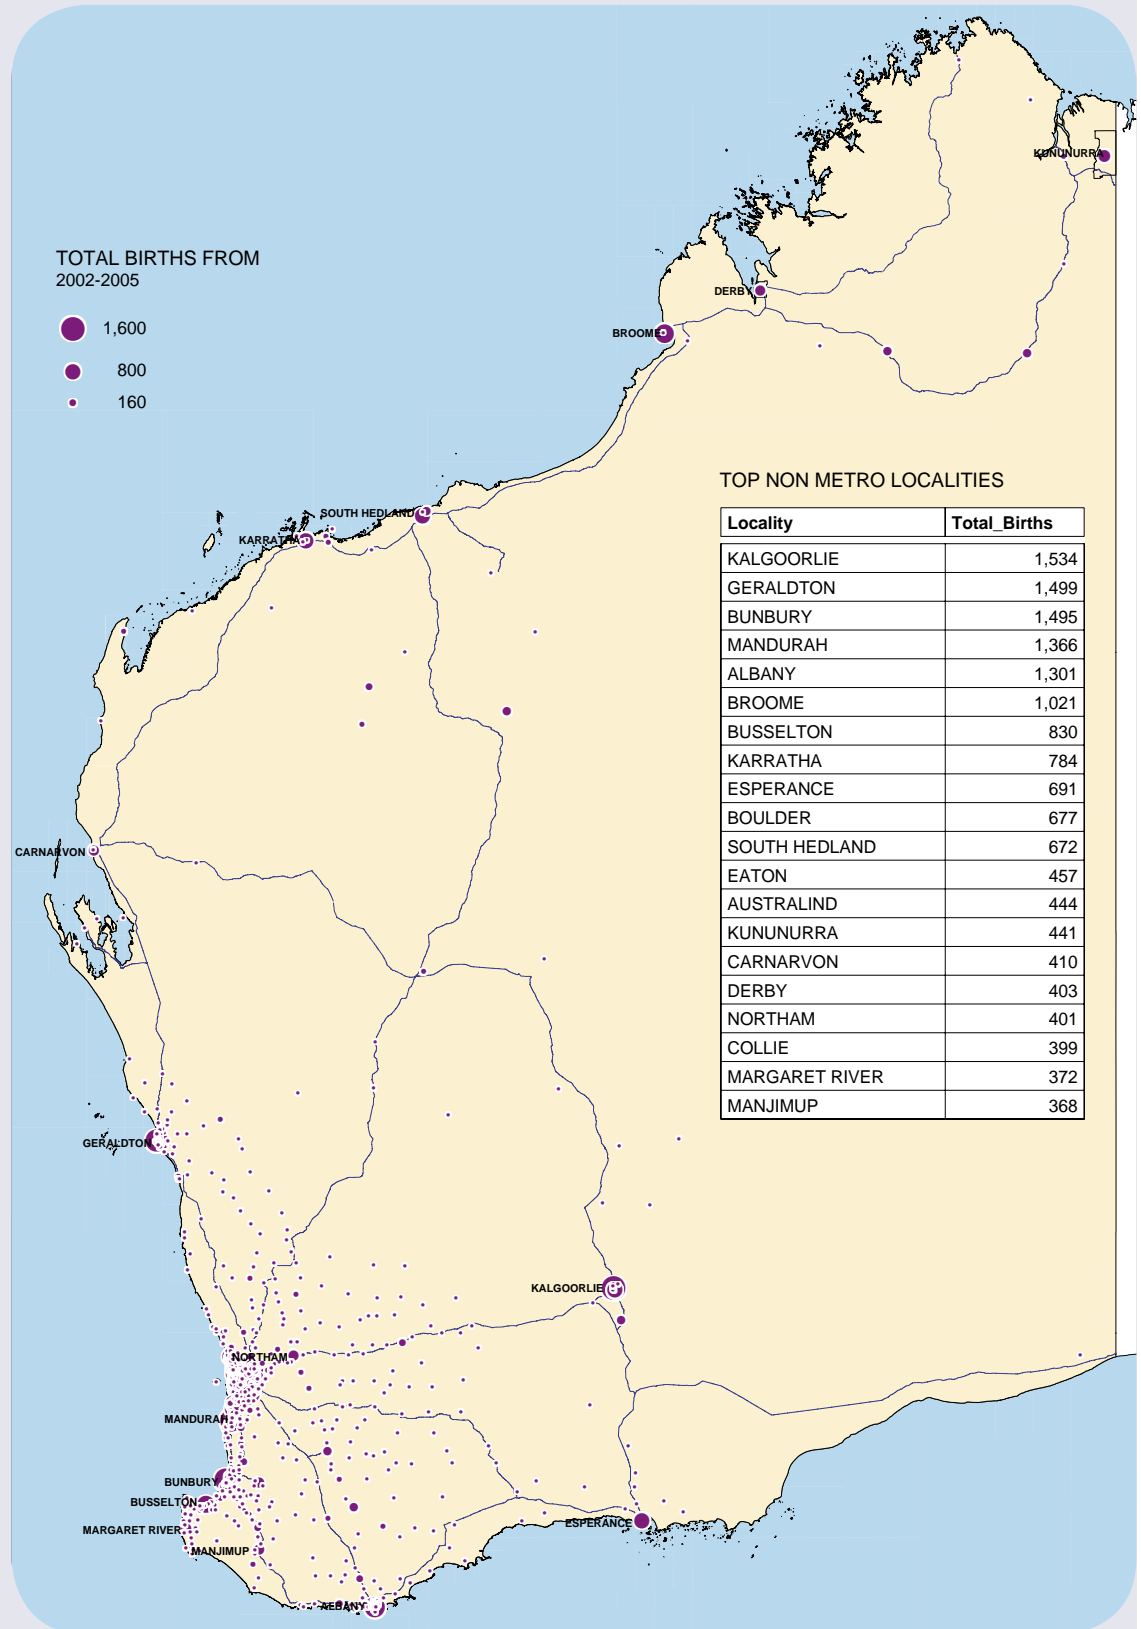 KUNUNURRA
TOTAL BIRTHS FROM
2002-2005
DERBY
1,600
BROOME
800
160
TOP NON METRO LOCALITIES
SOUTH HEDLAND
Locality Total_Births
KARRATHA
KALGOORLIE 1,534
GERALDTON 1,499
BUNBURY 1,495
MANDURAH 1,366
ALBANY 1,301
BROOME 1,021
BUSSELTON 830
KARRATHA 784
ESPERANCE 691
BOULDER 677
SOUTH HEDLAND 672
EATON 457
AUSTRALIND 444
KUNUNURRA 441
CARNARVON 410
DERBY 403
NORTHAM 401
COLLIE 399
MARGARET RIVER 372
MANJIMUP 368
CARNARVON
GERALDTON
KALGOORLIE
NORTHAM
MANDURAH
BUNBURY
BUSSELTON
ESPERANCE
MARGARET RIVER
MANJIMUP
ALBANY